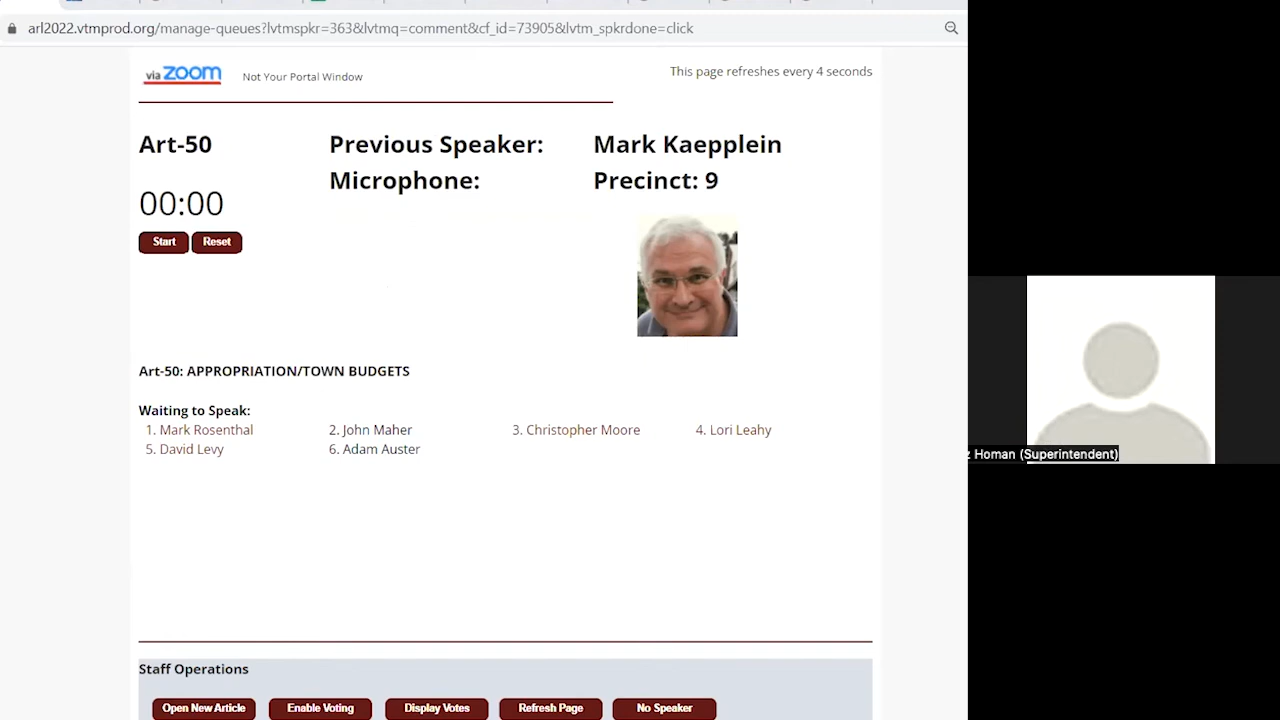 arl2022.vtmprod.org/manage-queues?lvtmspkr=363&lvtmq=comment&cf_id=73905&lvtm_spkrdone=click
via zoom Not Your Portal Window This page refreshes every 4 seconds
Art-50 Previous Speaker: Mark Kaepplein
Microphone: Precinct: 9
00:00
Start Reset
Art-50: APPROPRIATION/TOWN BUDGETS
Waiting to Speak:
1. Mark Rosenthal 2. John Maher 3. Christopher Moore 4. Lori Leahy
5. David Levy 6. Adam Auster
z Homan (Superintendent)
Staff Operations
Open New Article Enable Voting Display Votes Refresh Page No Speaker